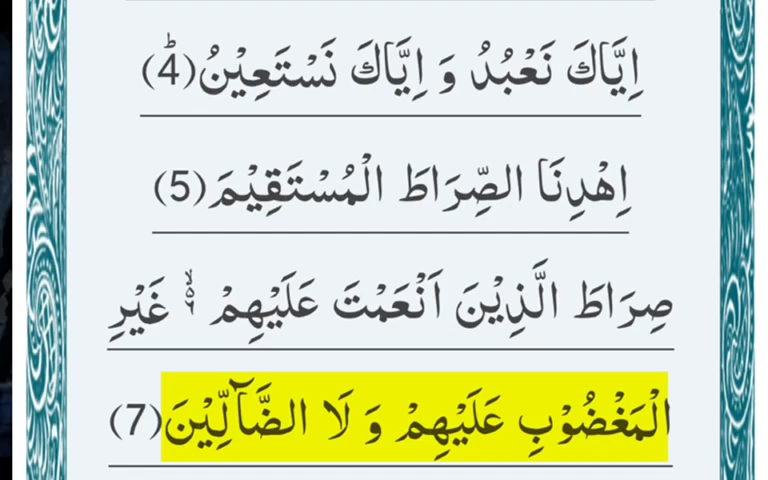 اِیَّاكَ نَعْبُدُ وَ اِیَّاكَ نَسْتَعِیْنُؕ(4)
اِهْدِنَا الصِّرَاطَ الْمُسْتَقِیْمَ(5)
صِرَاطَ الَّذِیْنَ اَنْعَمْتَ عَلَیْهِمْ ۙ۬ۦ غَیْرِ
الْمَغْضُوْبِ عَلَیْهِمْ وَ لَا الضَّآلِّیْنَ(7)